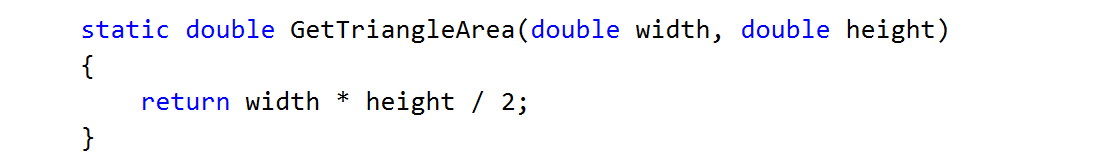 static double GetTriangleArea(double width, double height)
{
    return width * height / 2;
}